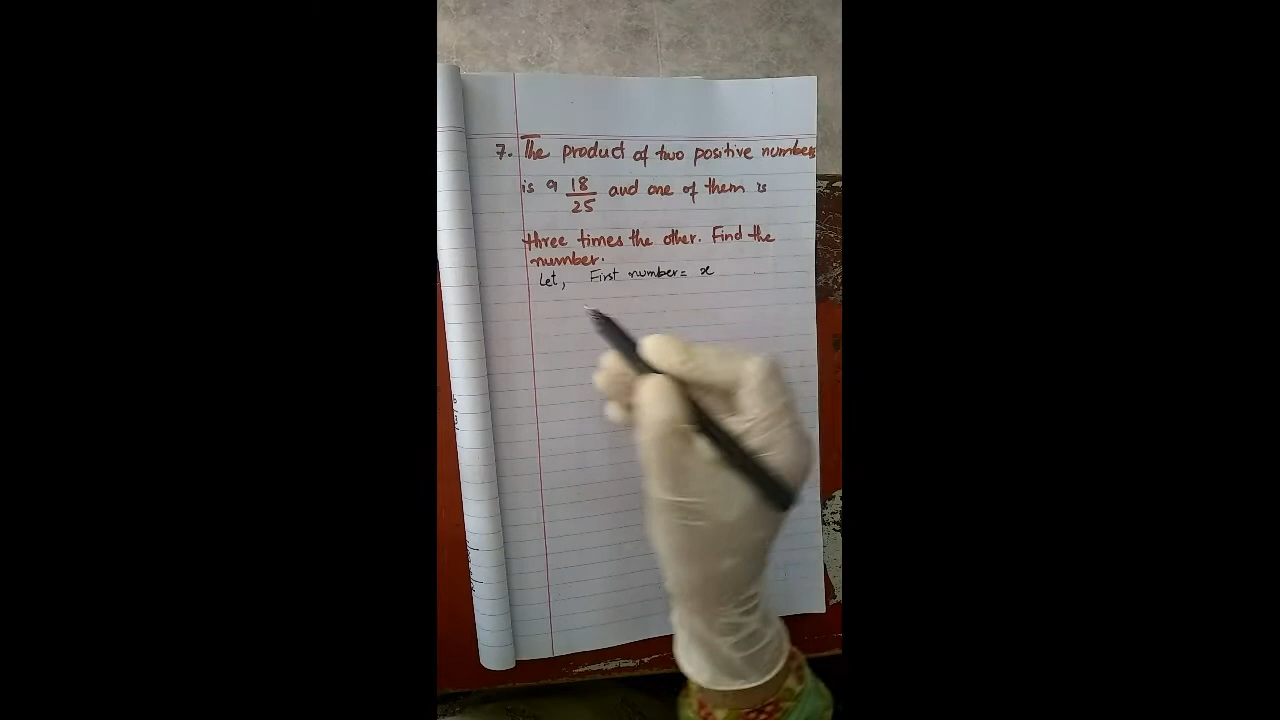 7. The product of two positive numbers
is 9 18/25 and one of them is
three times the other. Find the
number.
Let, First number = x